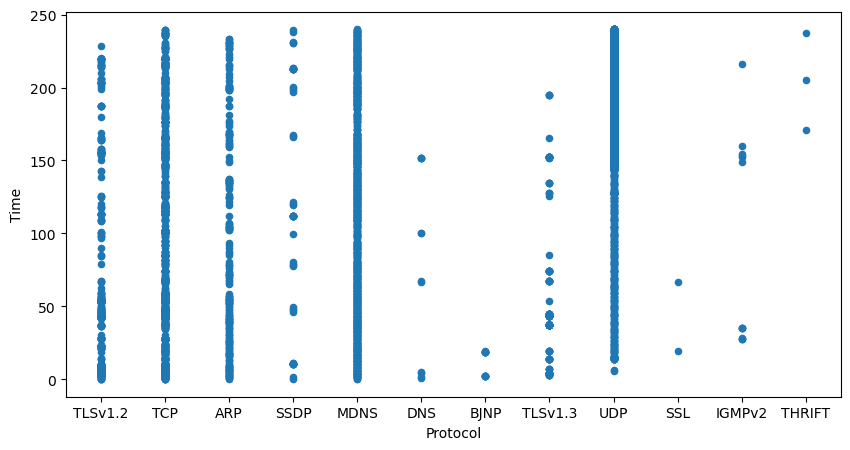 250
200
150
100
50
0
Time
TLSv1.2 TCP ARP SSDP MDNS DNS BJNP TLSv1.3 UDP SSL IGMPv2 THRIFT
Protocol